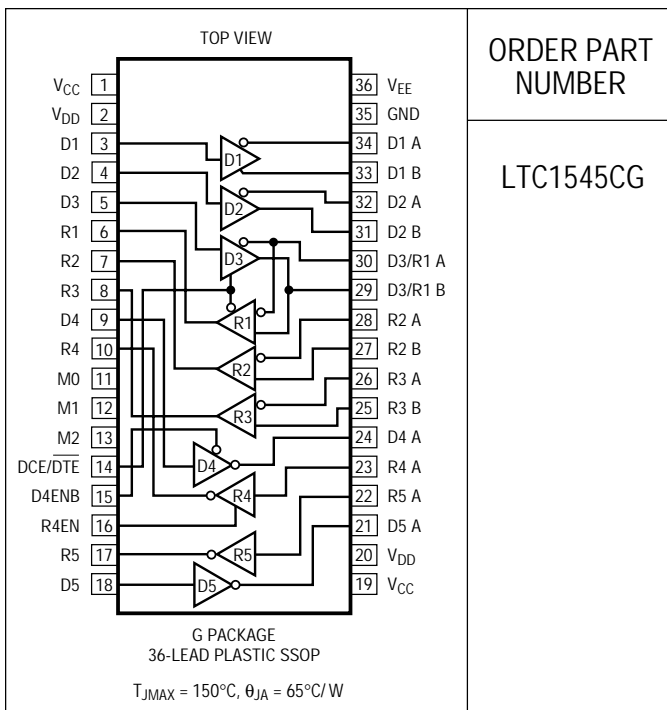 TOP VIEW
ORDER PART
NUMBER
LTC1545CG
VCC 1
VDD 2
D1 3
D2 4
D3 5
R1 6
R2 7
R3 8
D4 9
R4 10
M0 11
M1 12
M2 13
DCE/DTE 14
D4ENB 15
R4EN 16
R5 17
D5 18
36 VEE
35 GND
34 D1 A
33 D1 B
32 D2 A
31 D2 B
30 D3/R1 A
29 D3/R1 B
28 R2 A
27 R2 B
26 R3 A
25 R3 B
24 D4 A
23 R4 A
22 R5 A
21 D5 A
20 VDD
19 VCC
D1
D2
D3
R1
R2
R3
D4
R4
R5
D5
G PACKAGE
36-LEAD PLASTIC SSOP
TJMAX = 150°C, θJA = 65°C/W